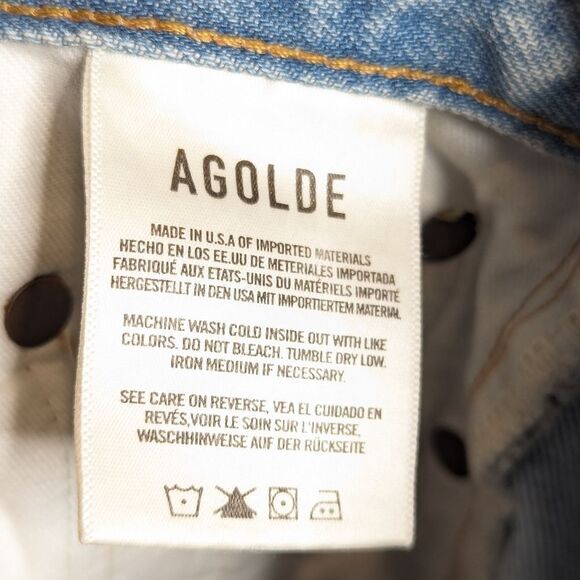 AGOLDE
MADE IN U.S.A OF IMPORTED MATERIALS
HECHO EN LOS EE.UU DE METERIALES IMPORTADA
FABRIQUÉ AUX ETATS-UNIS DU MATÉRIELS IMPORTÉ
HERGESTELLT IN DEN USA MIT IMPORTIERTEM MATERIAL
MACHINE WASH COLD INSIDE OUT WITH LIKE
COLORS. DO NOT BLEACH. TUMBLE DRY LOW.
IRON MEDIUM IF NECESSARY.
SEE CARE ON REVERSE, VEA EL CUIDADO EN
REVÉS,VOIR LE SOIN SUR L'INVERSE,
WASCHHINWEISE AUF DER RÜCKSEITE